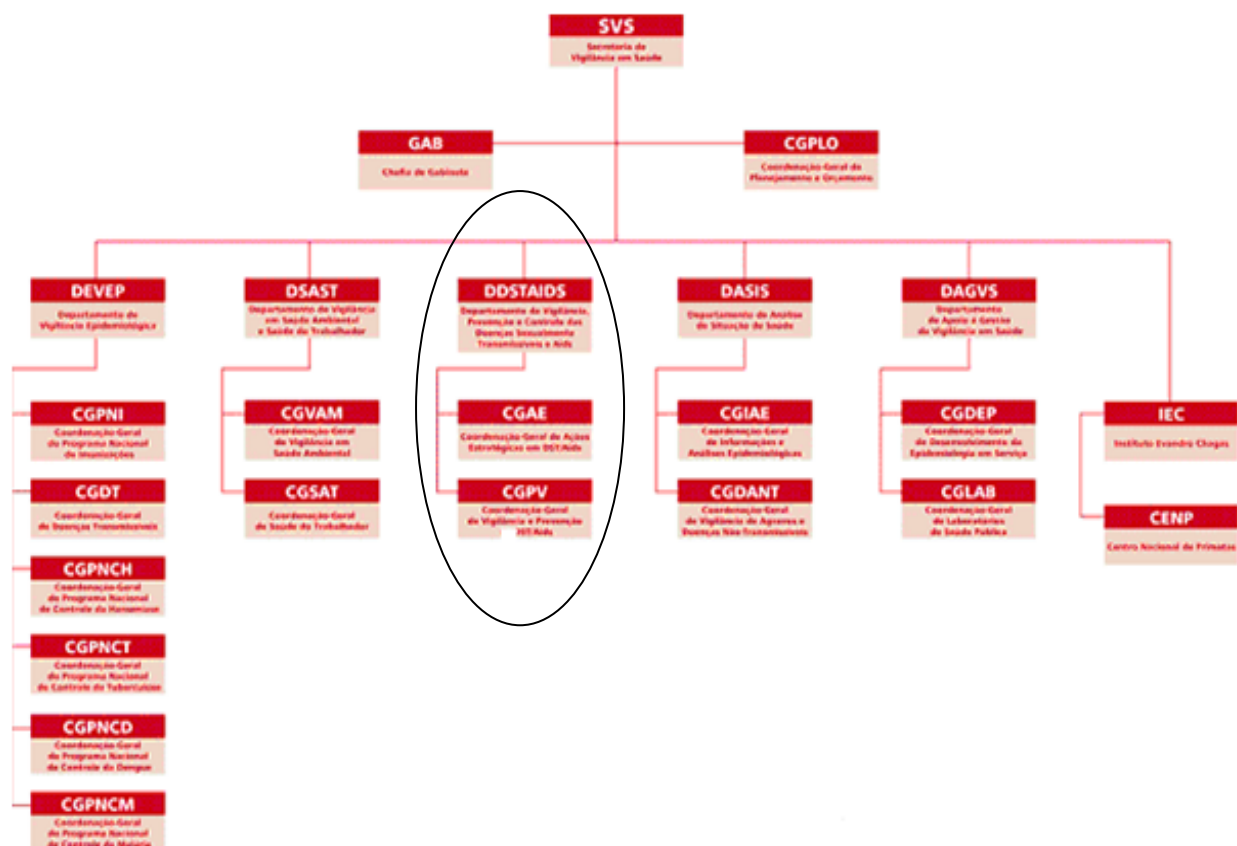 SVS
Secretaria de
Vigilância em Saúde
GAB
Chefia de Gabinete
CGPLO
Coordenação-Geral de
Planejamento e Orçamento
DEVEP
Departamento de
Vigilância Epidemiológica
DSAST
Departamento de Vigilância
em Saúde Ambiental
e Saúde do Trabalhador
DDSTAIDS
Departamento de Vigilância,
Prevenção e Controle das
Doenças Sexualmente
Transmissíveis e Aids
DASIS
Departamento de Análise
de Situação de Saúde
DAGVS
Departamento
de Apoio e Gestão
da Vigilância em Saúde
CGPNI
Coordenação-Geral
do Programa Nacional
de Imunizações
CGDT
Coordenação-Geral
de Doenças Transmissíveis
CGPNCH
Coordenação-Geral
do Programa Nacional
de Controle da Hanseníase
CGPNCT
Coordenação-Geral
do Programa Nacional
de Controle da Tuberculose
CGPNCD
Coordenação-Geral
do Programa Nacional
de Controle da Dengue
CGPNCM
Coordenação-Geral
do Programa Nacional
de Controle da Malária
CGVAM
Coordenação-Geral
de Vigilância em
Saúde Ambiental
CGSAT
Coordenação-Geral
de Saúde do Trabalhador
CGAE
Coordenação-Geral de Ações
Estratégicas em DST/Aids
CGPV
Coordenação-Geral
de Vigilância e Prevenção
DST/Aids
CGIAE
Coordenação-Geral
de Informações e
Análises Epidemiológicas
CGDANT
Coordenação-Geral
de Vigilância de Agravos e
Doenças Não-Transmissíveis
CGDEP
Coordenação-Geral
de Desenvolvimento da
Epidemiologia em Serviço
CGLAB
Coordenação-Geral
de Laboratórios
de Saúde Pública
IEC
Instituto Evandro Chagas
CENP
Centro Nacional de Primatas